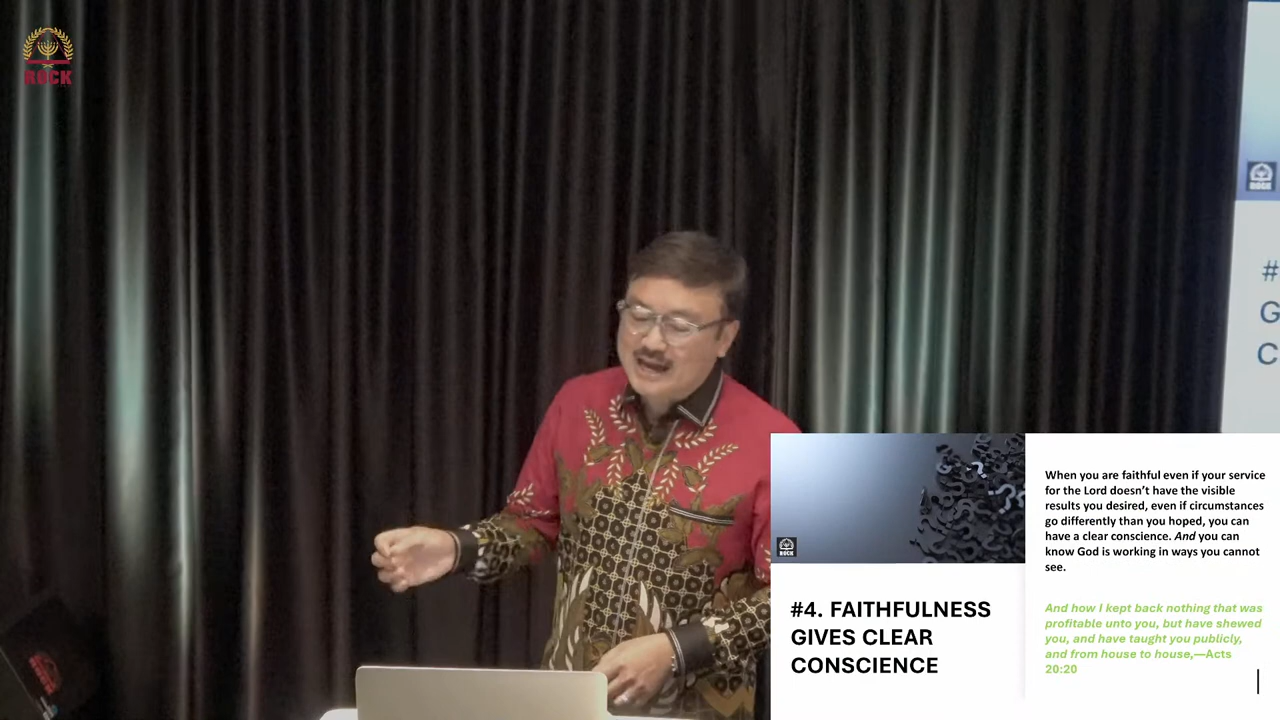 ROCK
ROCK
#
G
C
When you are faithful even if your service
for the Lord doesn't have the visible
results you desired, even if circumstances
go differently than you hoped, you can
have a clear conscience. And you can
know God is working in ways you cannot
see.
ROCK
#4. FAITHFULNESS
GIVES CLEAR
CONSCIENCE
And how I kept back nothing that was
profitable unto you, but have shewed
you, and have taught you publicly,
and from house to house,—Acts
20:20